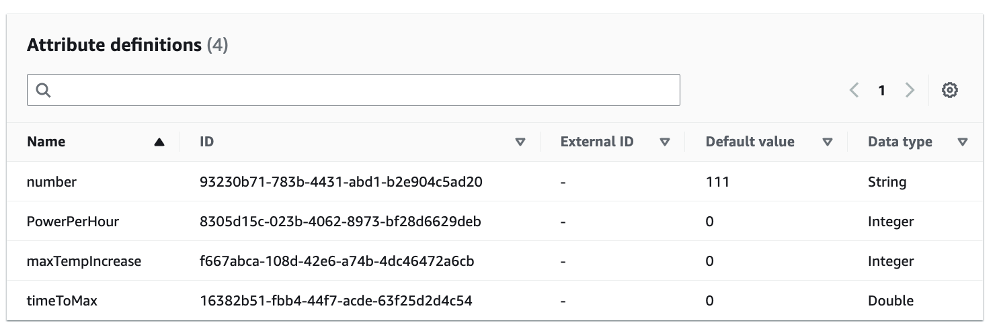 Attribute definitions (4)
1
Name ID External ID Default value Data type
number 93230b71-783b-4431-abd1-b2e904c5ad20 - 111 String
PowerPerHour 8305d15c-023b-4062-8973-bf28d6629deb - 0 Integer
maxTempIncrease f667abca-108d-42e6-a74b-4dc46472a6cb - 0 Integer
timeToMax 16382b51-fbb4-44f7-acde-63f25d2d4c54 - 0 Double